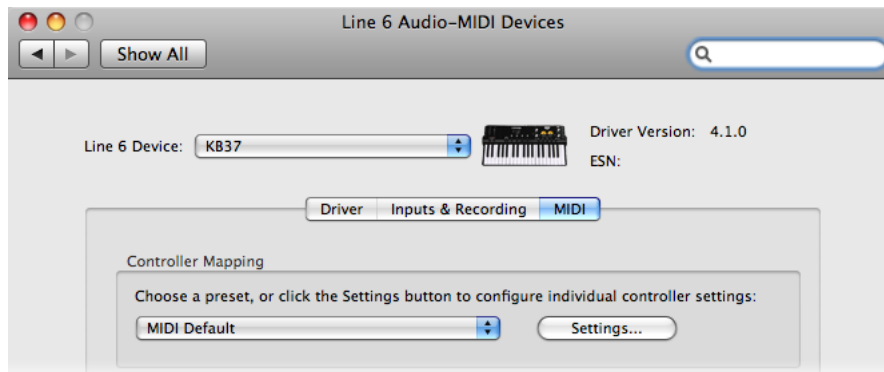 Line 6 Audio-MIDI Devices
Show All
Line 6 Device: KB37
Driver Version: 4.1.0
ESN:
Driver Inputs & Recording MIDI
Controller Mapping
Choose a preset, or click the Settings button to configure individual controller settings:
MIDI Default Settings...